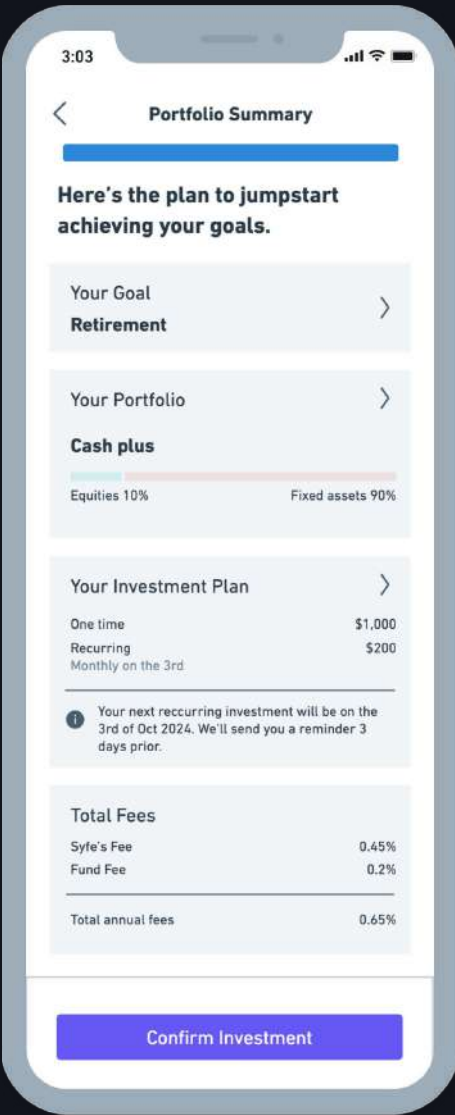 3:03
Portfolio Summary
Here's the plan to jumpstart
achieving your goals.
Your Goal
Retirement
Your Portfolio
Cash plus
Equities 10% Fixed assets 90%
Your Investment Plan
One time $1,000
Recurring $200
Monthly on the 3rd
Your next reccurring investment will be on the
3rd of Oct 2024. We'll send you a reminder 3
days prior.
Total Fees
Syfe's Fee 0.45%
Fund Fee 0.2%
Total annual fees 0.65%
Confirm Investment